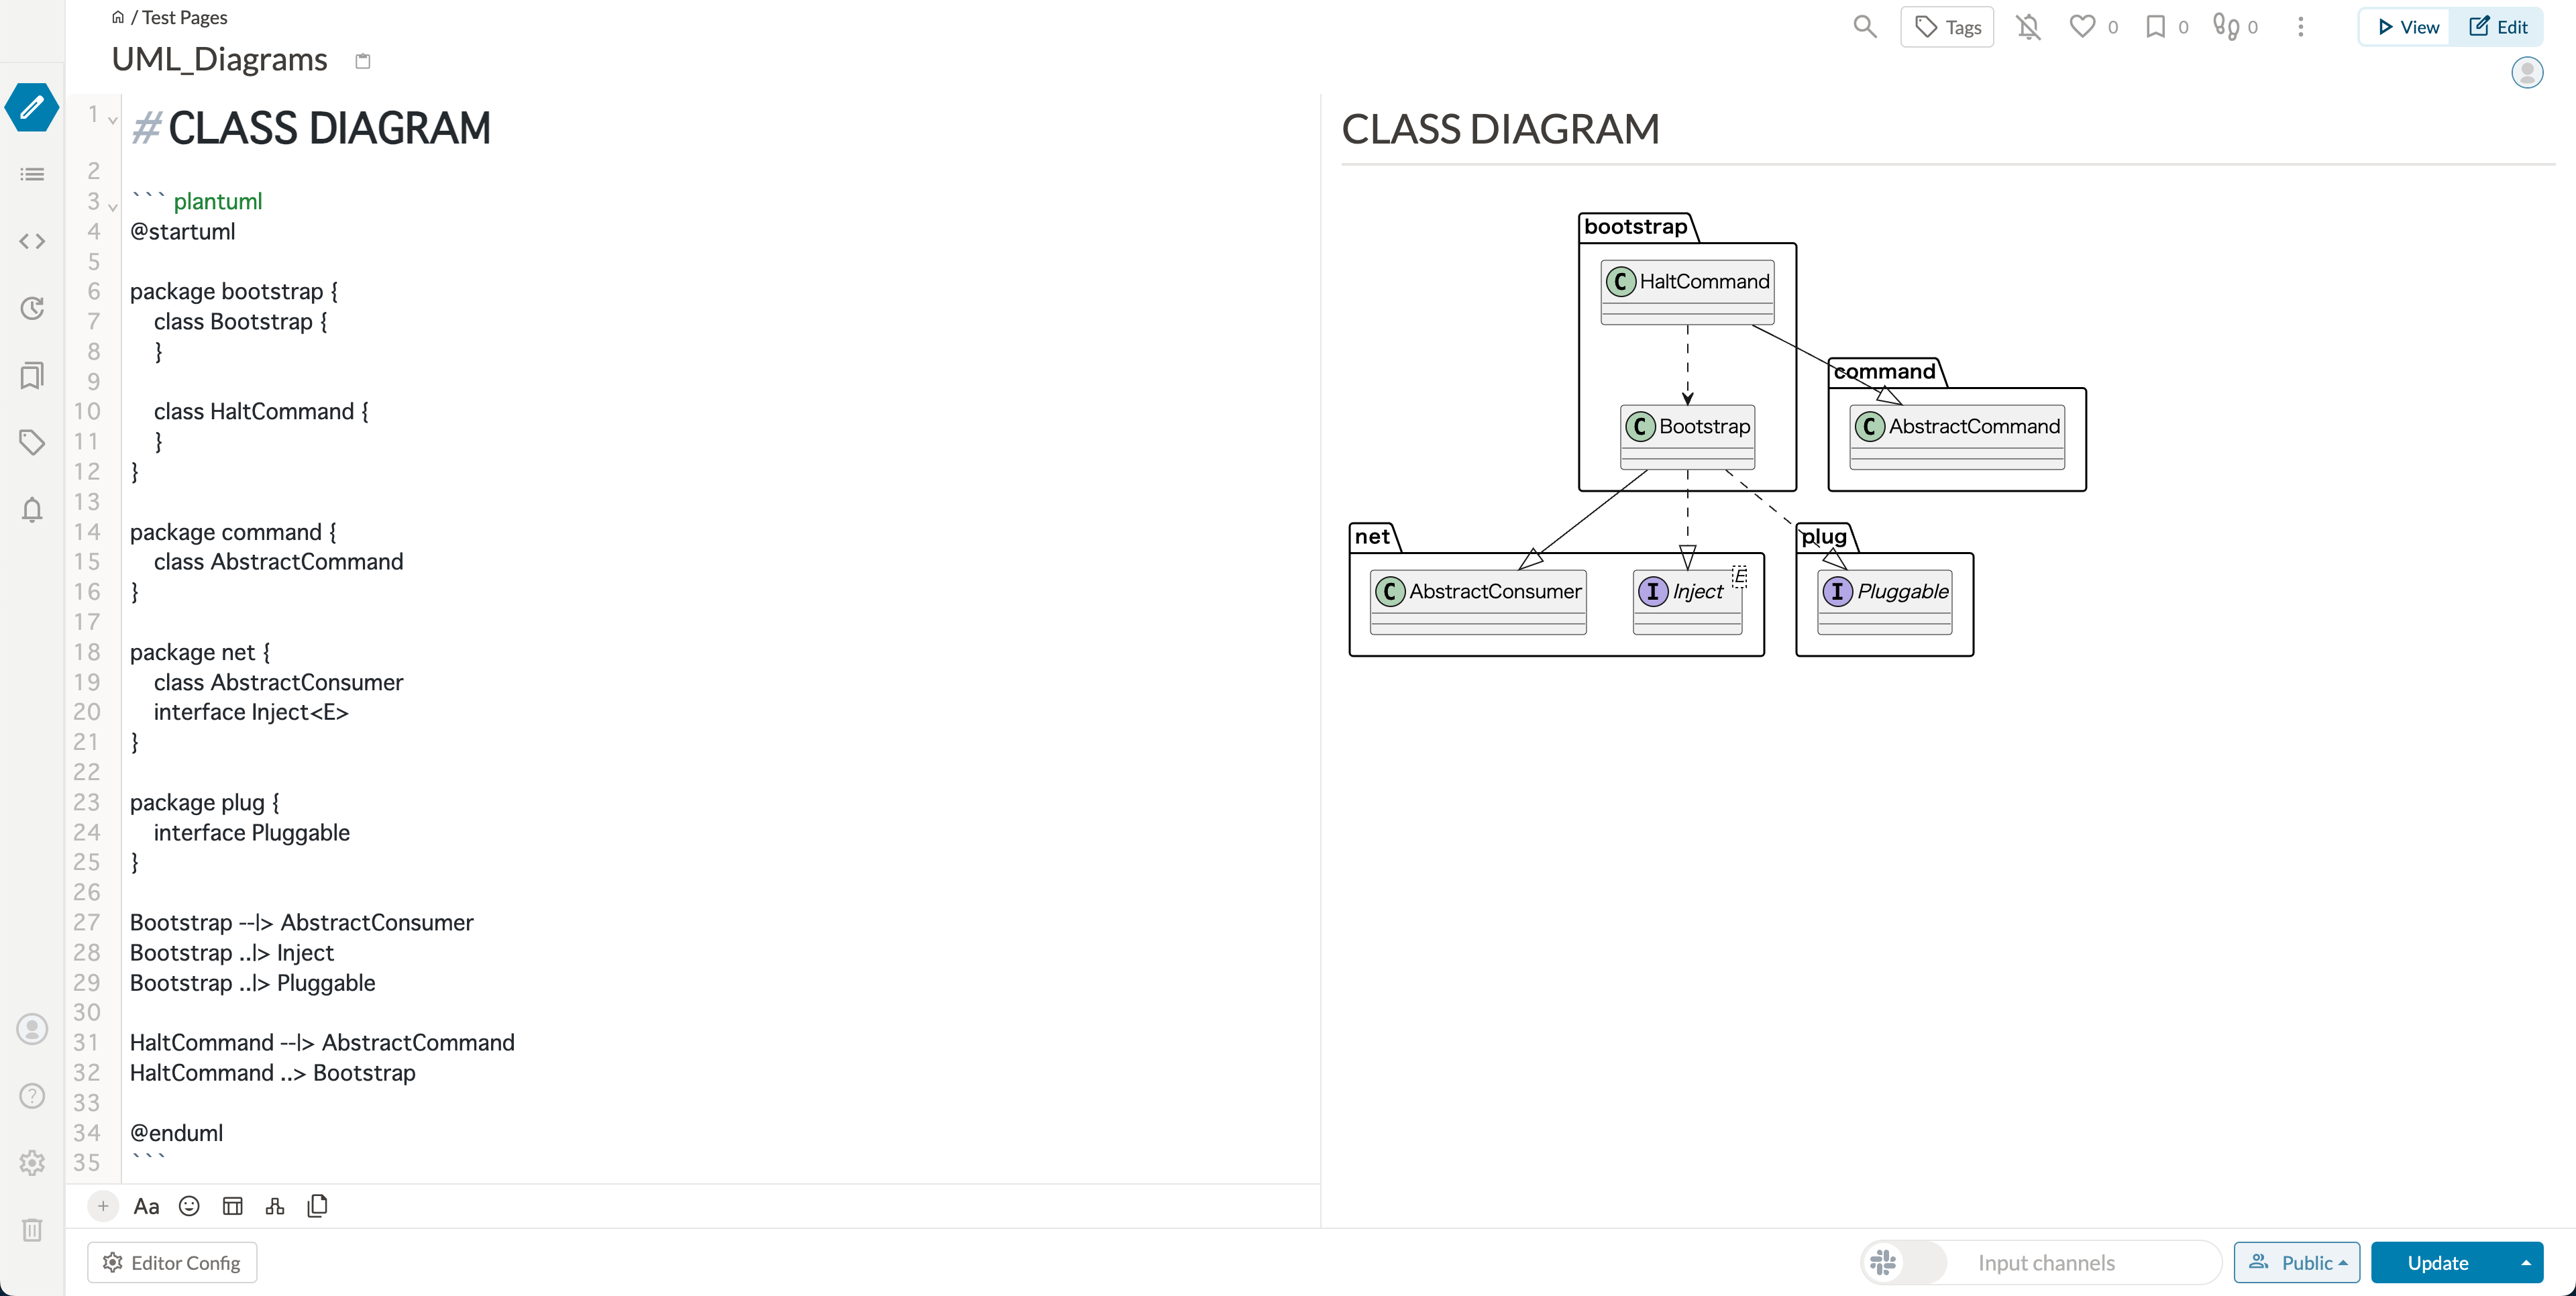 / Test Pages
UML_Diagrams
Tags
0
0
0
View
Edit
1
# CLASS DIAGRAM
2
3
``` plantuml
4
@startuml
5
6
package bootstrap {
7
class Bootstrap {
8
}
9
10
class HaltCommand {
11
}
12
}
13
14
package command {
15
class AbstractCommand
16
}
17
18
package net {
19
class AbstractConsumer
20
interface Inject<E>
21
}
22
23
package plug {
24
interface Pluggable
25
}
26
27
Bootstrap --|> AbstractConsumer
28
Bootstrap ..|> Inject
29
Bootstrap ..|> Pluggable
30
31
HaltCommand --|> AbstractCommand
32
HaltCommand ..> Bootstrap
33
34
@enduml
35
```
Aa
Editor Config
CLASS DIAGRAM
bootstrap
C HaltCommand
command
C Bootstrap
C AbstractCommand
net
plug
C AbstractConsumer
I Inject
E
I Pluggable
Input channels
Public
Update